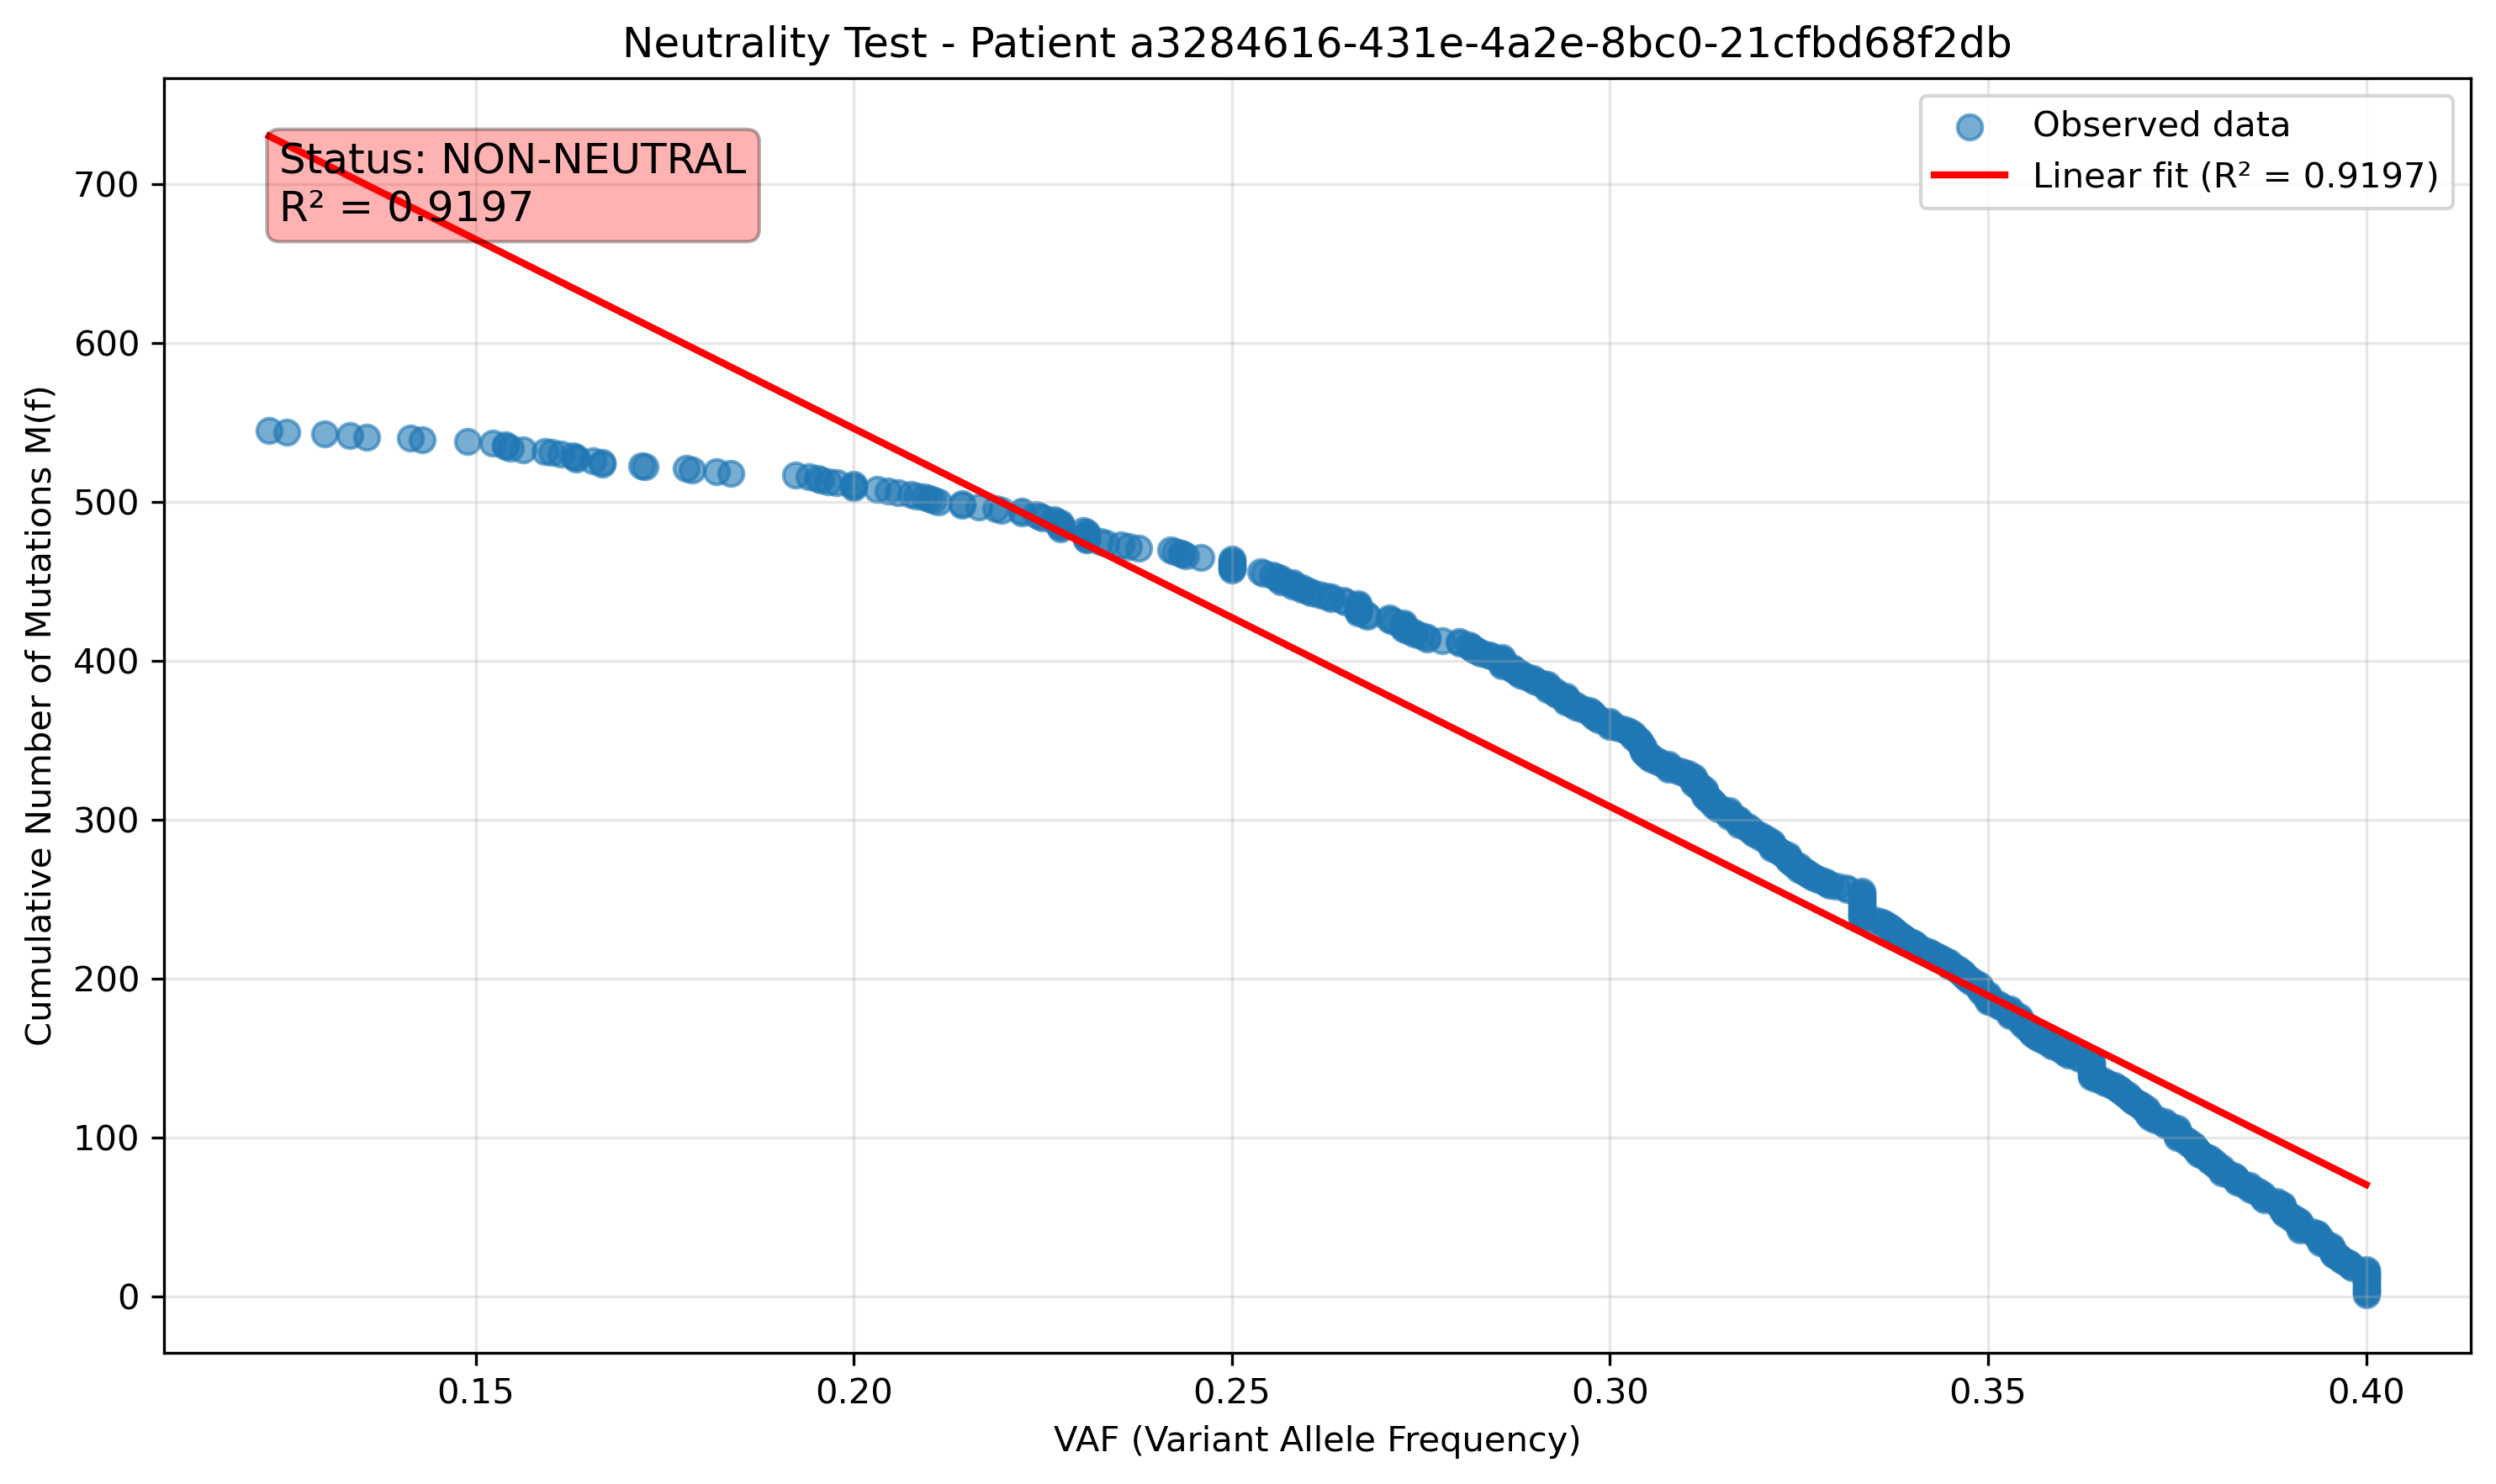 Neutrality Test - Patient a3284616-431e-4a2e-8bc0-21cfbd68f2db
Status: NON-NEUTRAL
R² = 0.9197
Observed data
Linear fit (R² = 0.9197)
Cumulative Number of Mutations M(f)
700
600
500
400
300
200
100
0
0.15 0.20 0.25 0.30 0.35 0.40
VAF (Variant Allele Frequency)